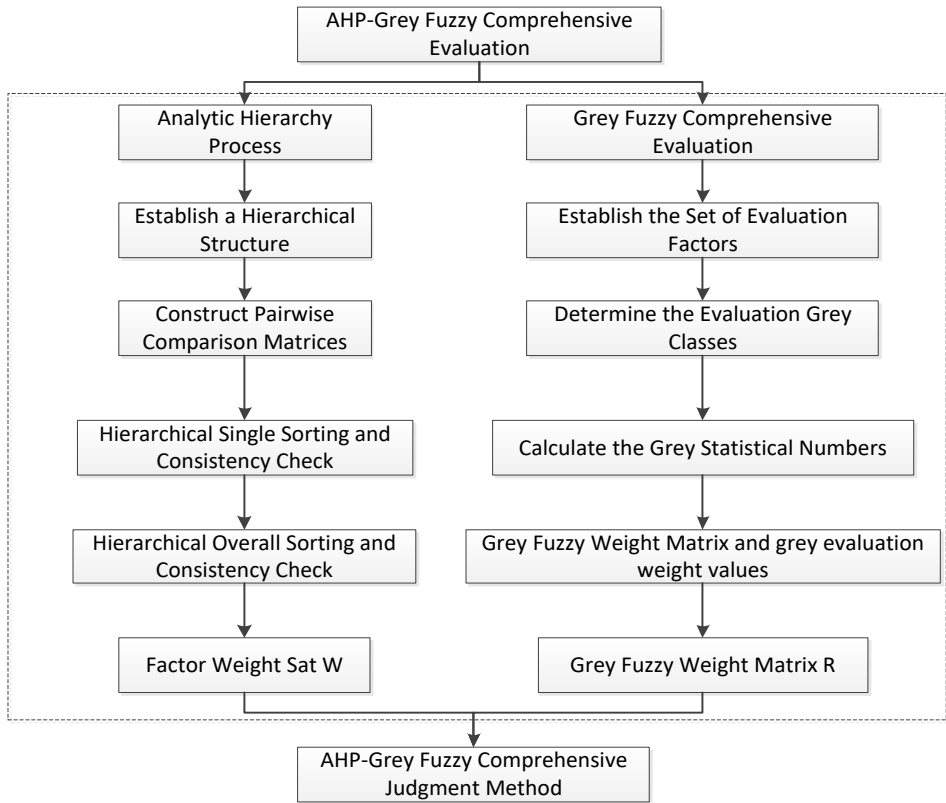 AHP-Grey Fuzzy Comprehensive
Evaluation
Analytic Hierarchy
Process
Grey Fuzzy Comprehensive
Evaluation
Establish a Hierarchical
Structure
Establish the Set of Evaluation
Factors
Construct Pairwise
Comparison Matrices
Determine the Evaluation Grey
Classes
Hierarchical Single Sorting and
Consistency Check
Calculate the Grey Statistical Numbers
Hierarchical Overall Sorting and
Consistency Check
Grey Fuzzy Weight Matrix and grey evaluation
weight values
Factor Weight Sat W
Grey Fuzzy Weight Matrix R
AHP-Grey Fuzzy Comprehensive
Judgment Method